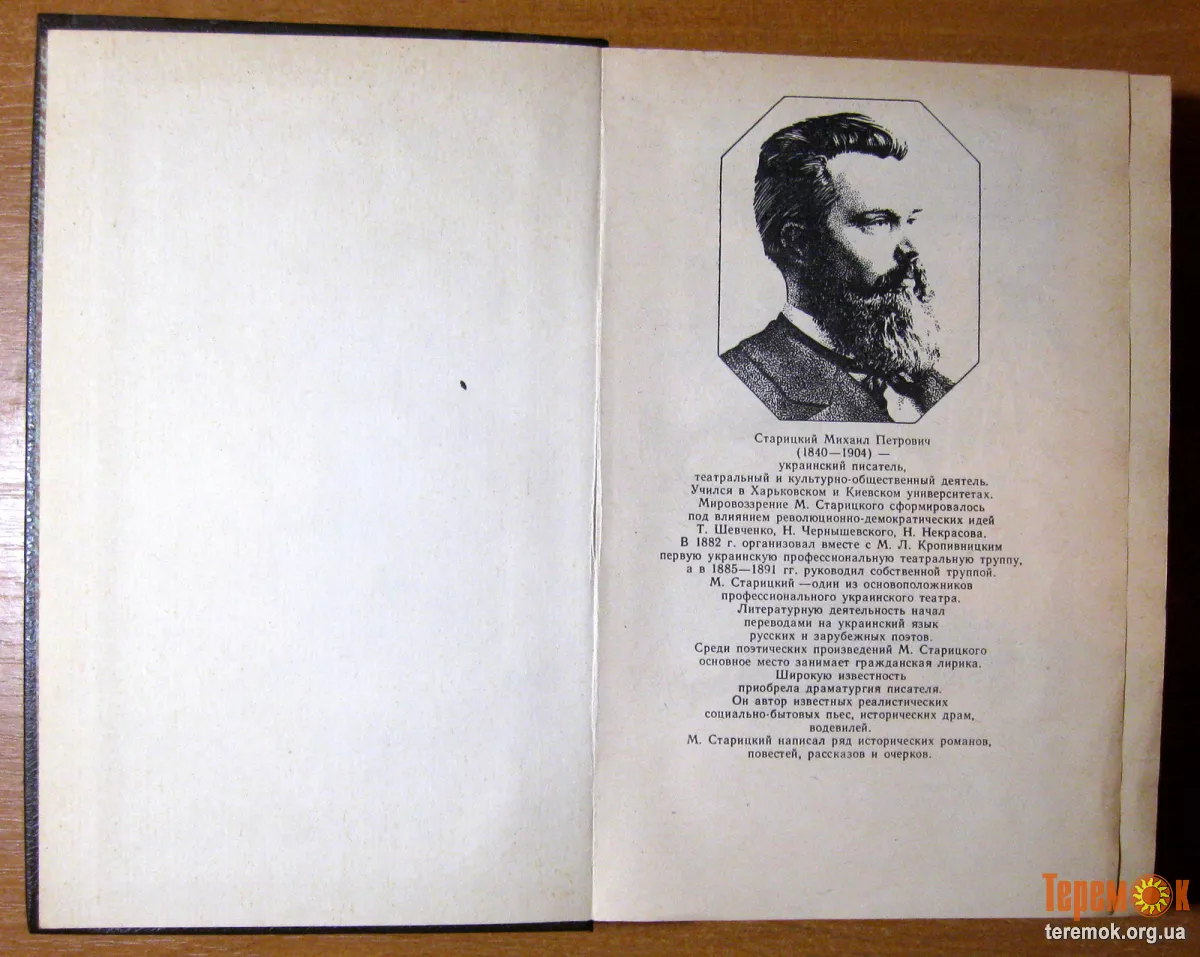 Старицкий Михаил Петрович
(1840—1904) —
украинский писатель,
театральный и культурно-общественный деятель.
Учился в Харьковском и Киевском университетах.
Мировоззрение М. Старицкого сформировалось
под влиянием революционно-демократических идей
Т. Шевченко, Н. Чернышевского, Н. Некрасова.
В 1882 г. организовал вместе с М. Л. Кропивницким
первую украинскую профессиональную театральную труппу,
а в 1885—1891 гг. руководил собственной труппой.
М. Старицкий —один из основоположников
профессионального украинского театра.
Литературную деятельность начал
переводами на украинский язык
русских и зарубежных поэтов.
Среди поэтических произведений М. Старицкого
основное место занимает гражданская лирика.
Широкую известность
приобрела драматургия писателя.
Он автор известных реалистических
социально-бытовых пьес, исторических драм,
водевилей.
М. Старицкий написал ряд исторических романов,
повестей, рассказов и очерков.
Теремок
teremok.org.ua